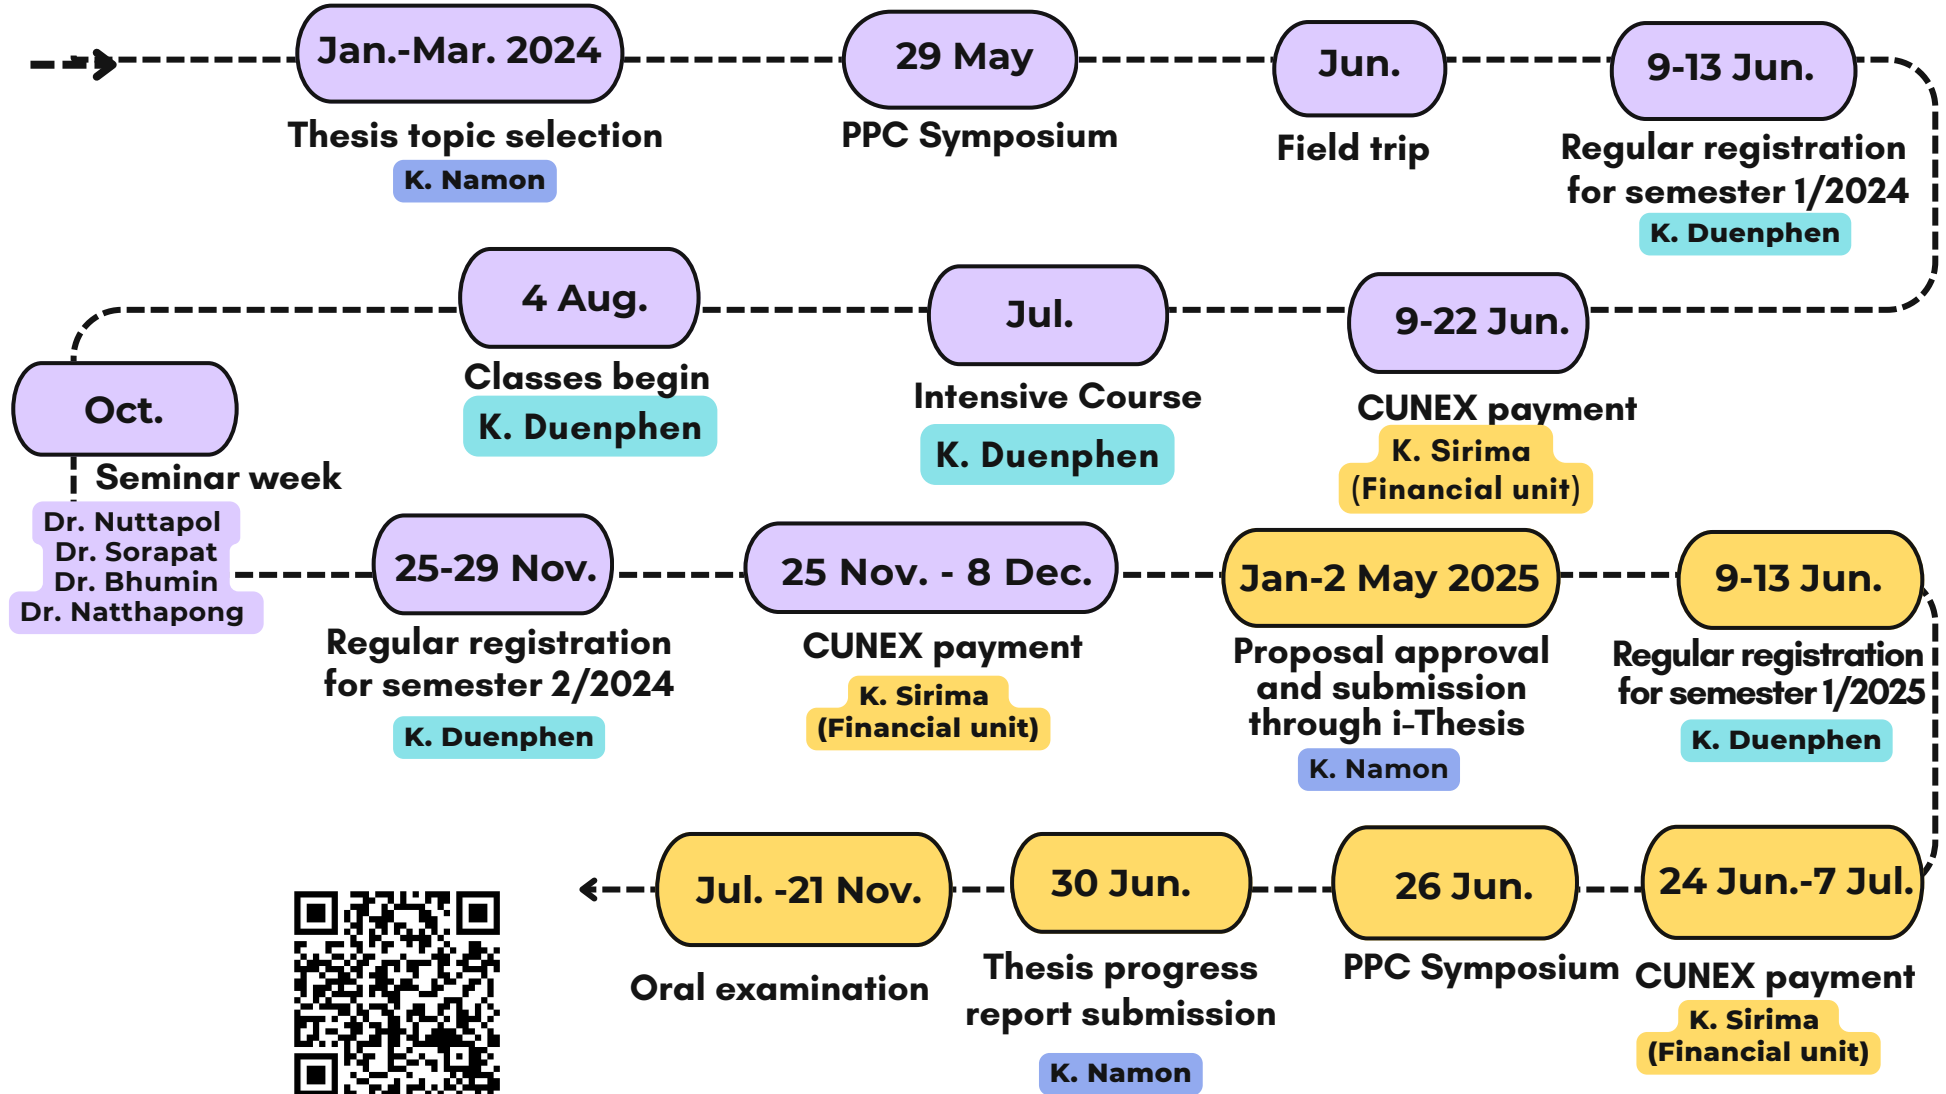 Jan.-Mar. 2024
Thesis topic selection
K. Namon
29 May
PPC Symposium
Jun.
Field trip
9-13 Jun.
Regular registration
for semester 1/2024
K. Duenphen
9-22 Jun.
CUNEX payment
K. Sirima
(Financial unit)
Jul.
Intensive Course
K. Duenphen
4 Aug.
Classes begin
K. Duenphen
Oct.
Seminar week
Dr. Nuttapol
Dr. Sorapat
Dr. Bhumin
Dr. Natthapong
25-29 Nov.
Regular registration
for semester 2/2024
K. Duenphen
25 Nov. - 8 Dec.
CUNEX payment
K. Sirima
(Financial unit)
Jan-2 May 2025
Proposal approval
and submission
through i-Thesis
K. Namon
9-13 Jun.
Regular registration
for semester 1/2025
K. Duenphen
24 Jun.-7 Jul.
CUNEX payment
K. Sirima
(Financial unit)
26 Jun.
PPC Symposium
30 Jun.
Thesis progress
report submission
K. Namon
Jul. -21 Nov.
Oral examination